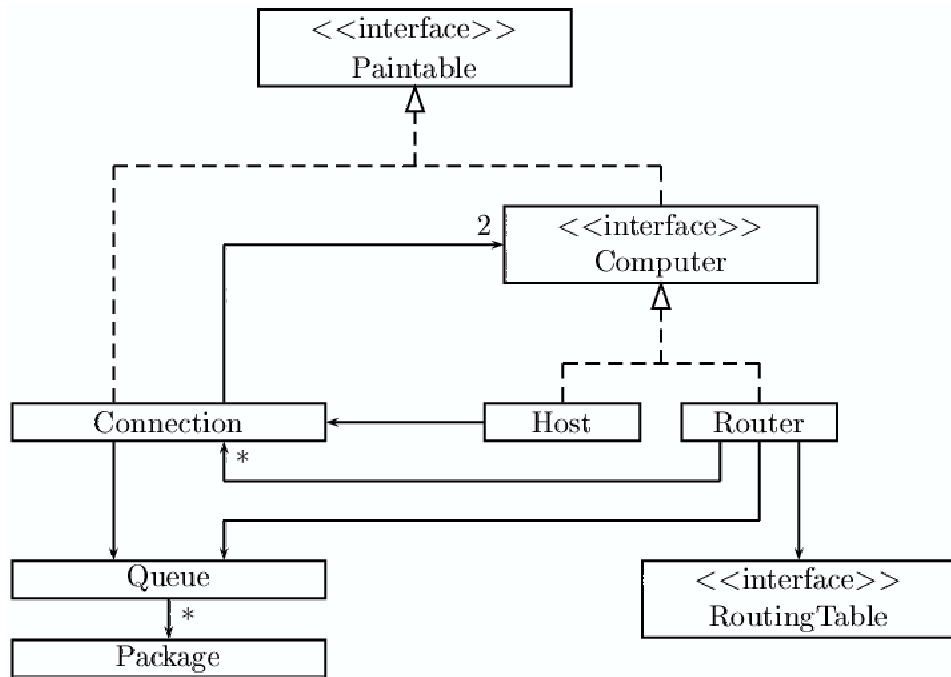 <<interface>>
Paintable
2
<<interface>>
Computer
Connection
Host
Router
*
Queue
<<interface>>
RoutingTable
*
Package